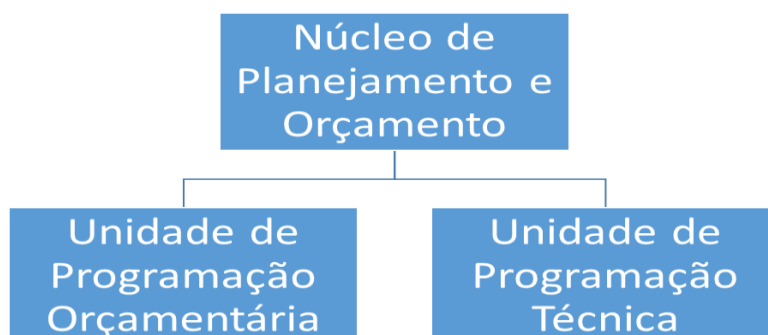 Núcleo de
Planejamento e
Orçamento
Unidade de
Programação
Orçamentária
Unidade de
Programação
Técnica